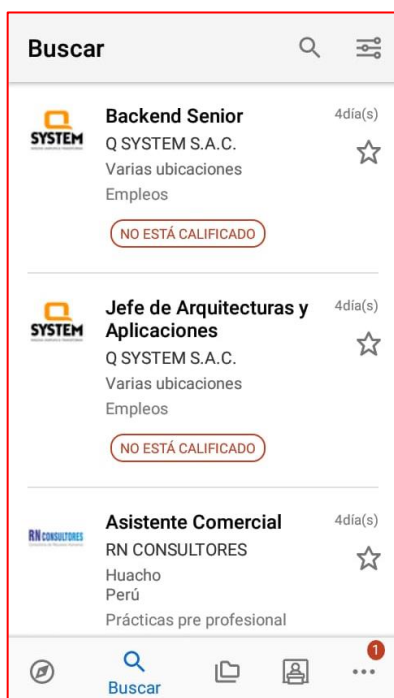 Buscar
Backend Senior
4día(s)
SYSTEM
Q SYSTEM S.A.C.
Varias ubicaciones
Empleos
NO ESTÁ CALIFICADO
Jefe de Arquitecturas y
Aplicaciones
4día(s)
SYSTEM
Q SYSTEM S.A.C.
Varias ubicaciones
Empleos
NO ESTÁ CALIFICADO
Asistente Comercial
4día(s)
RN CONSULTORES
RN CONSULTORES
Huacho
Perú
Prácticas pre profesional
1
Buscar